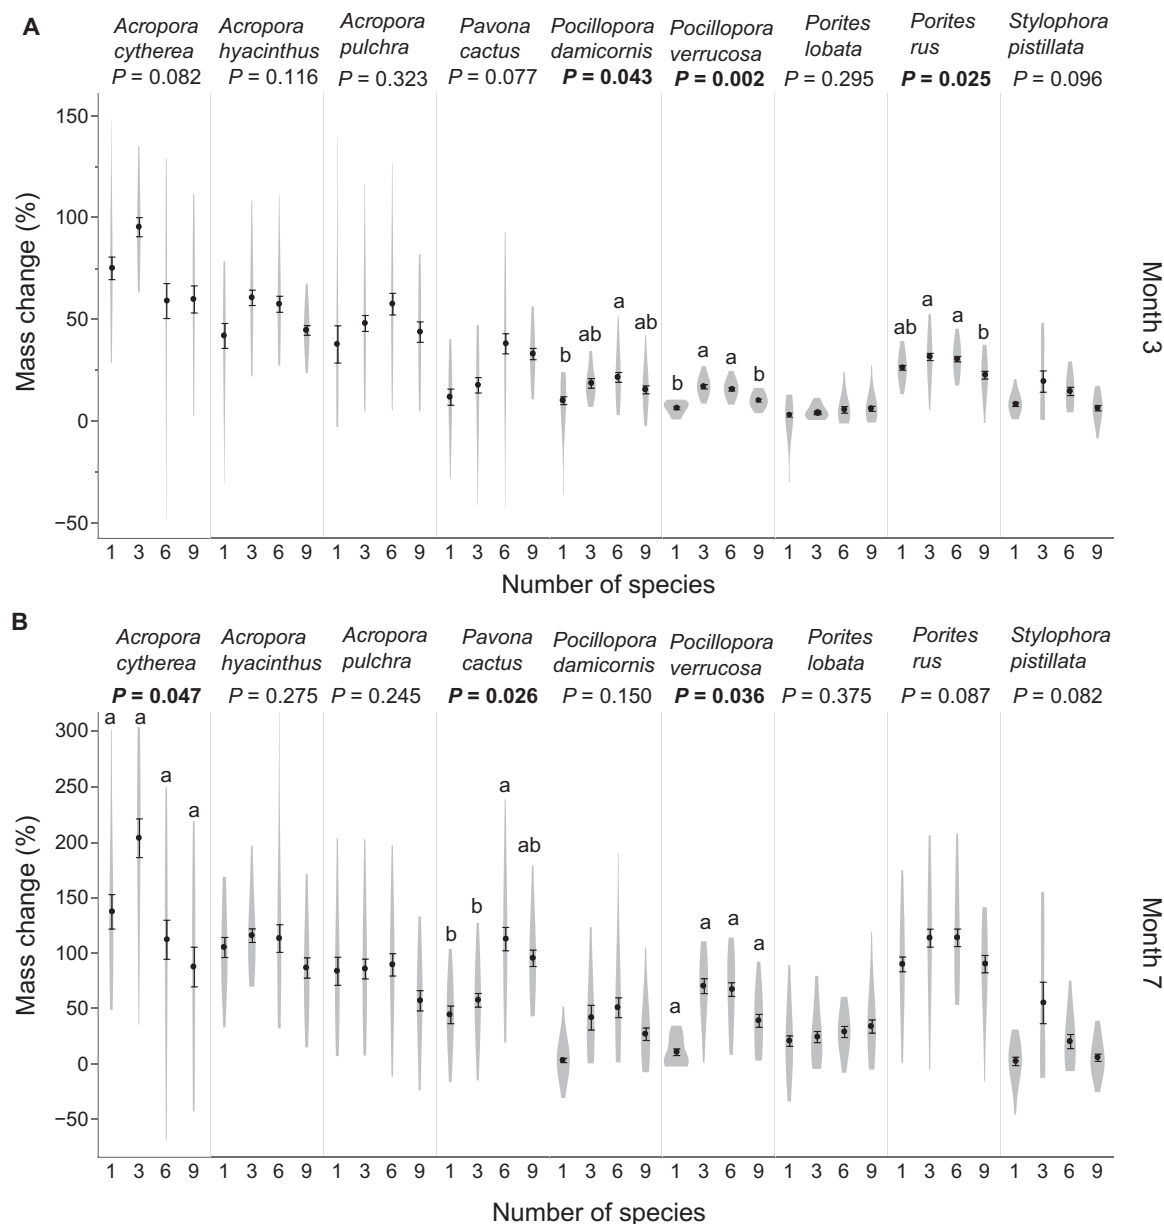 A
Acropora cytherea
Acropora hyacinthus
Acropora pulchra
Pavona cactus
Pocillopora damicornis
Pocillopora verrucosa
Porites lobata
Porites rus
Stylophora pistillata
P = 0.082 P = 0.116 P = 0.323 P = 0.077 P = 0.043 P = 0.002 P = 0.295 P = 0.025 P = 0.096
Mass change (%)
150
100
50
0
−50
b ab a ab
b a a b
ab a a b
Month 3
1 3 6 9 1 3 6 9 1 3 6 9 1 3 6 9 1 3 6 9 1 3 6 9 1 3 6 9 1 3 6 9 1 3 6 9
Number of species
B
Acropora cytherea
Acropora hyacinthus
Acropora pulchra
Pavona cactus
Pocillopora damicornis
Pocillopora verrucosa
Porites lobata
Porites rus
Stylophora pistillata
P = 0.047 P = 0.275 P = 0.245 P = 0.026 P = 0.150 P = 0.036 P = 0.375 P = 0.087 P = 0.082
Mass change (%)
300
250
200
150
100
50
0
−50
a a a a
b b a ab
a a a a
Month 7
1 3 6 9 1 3 6 9 1 3 6 9 1 3 6 9 1 3 6 9 1 3 6 9 1 3 6 9 1 3 6 9 1 3 6 9
Number of species